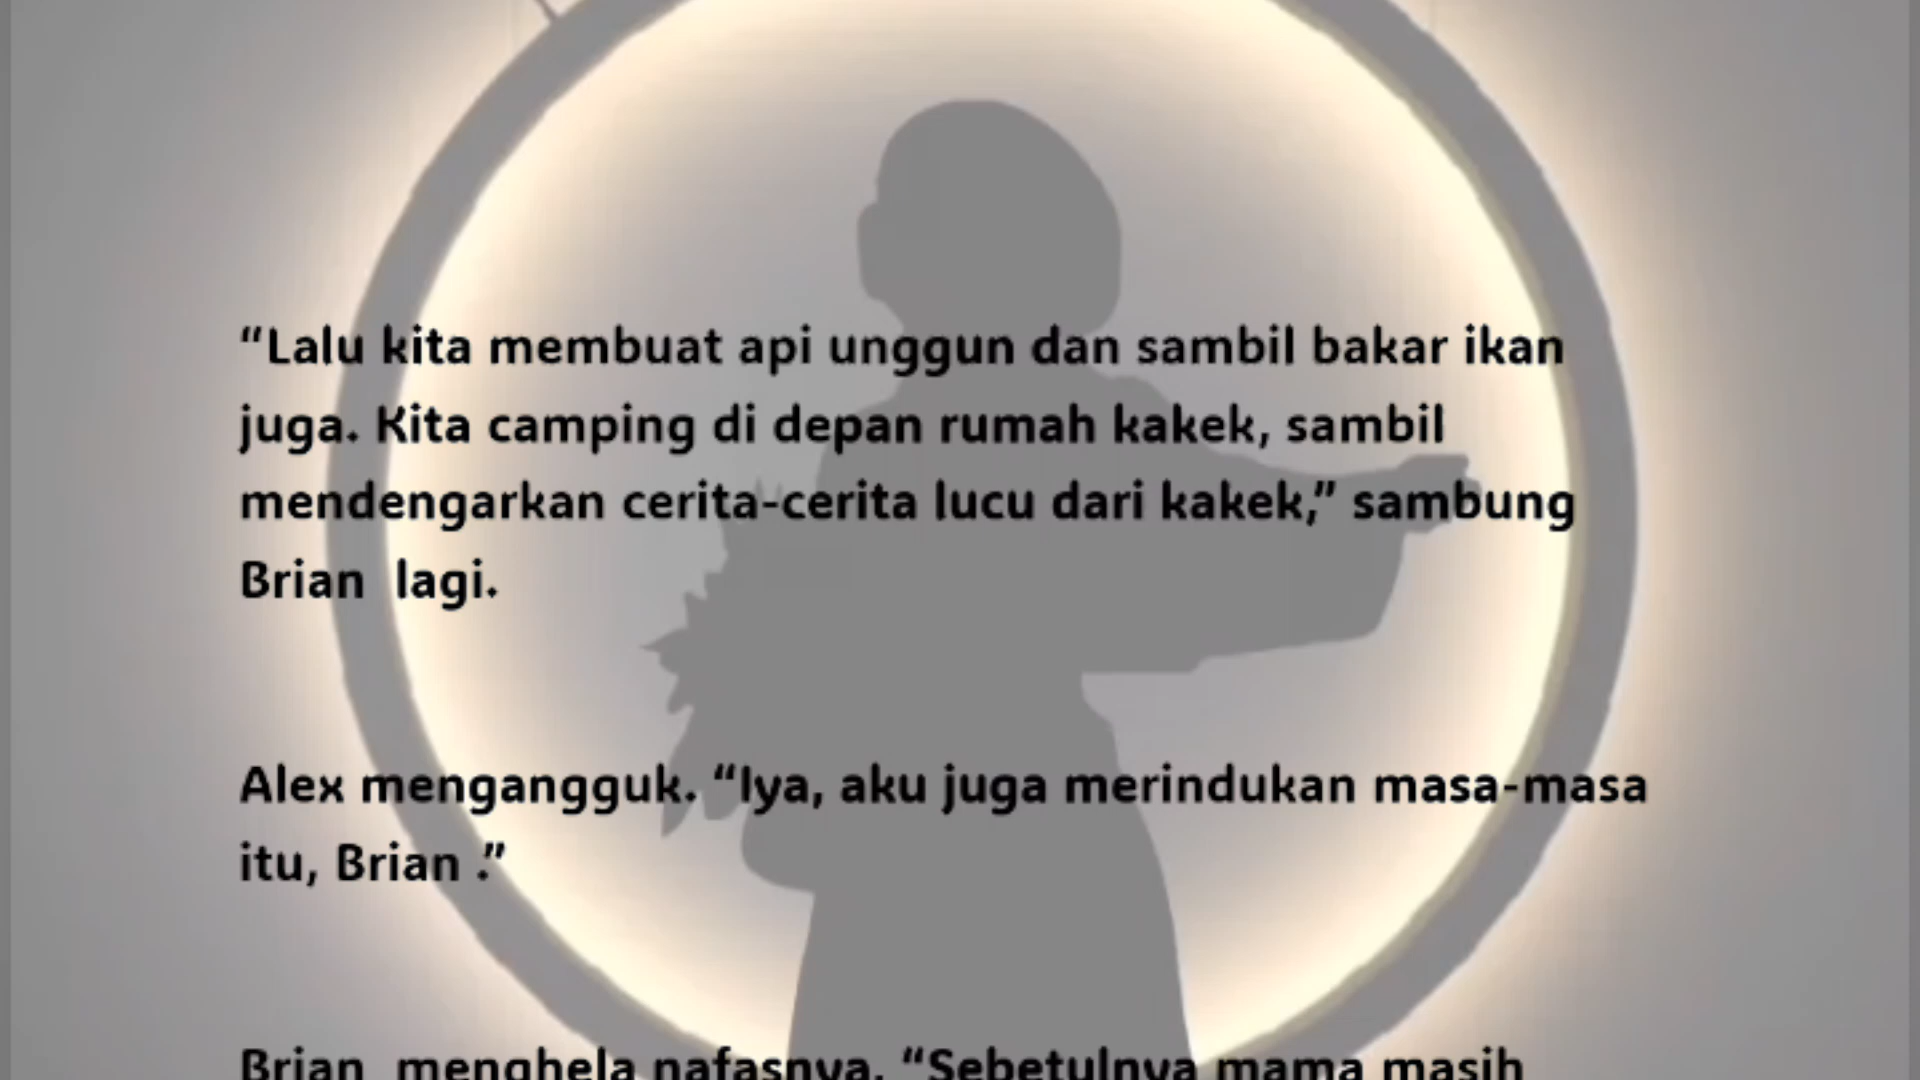 “Lalu kita membuat api unggun dan sambil bakar ikan
juga. Kita camping di depan rumah kakek, sambil
mendengarkan cerita-cerita lucu dari kakek,” sambung
Brian  lagi.
Alex mengangguk. “Iya, aku juga merindukan masa-masa
itu, Brian .”
Brian  menghela nafasnya. “Sebetulnya mama masih